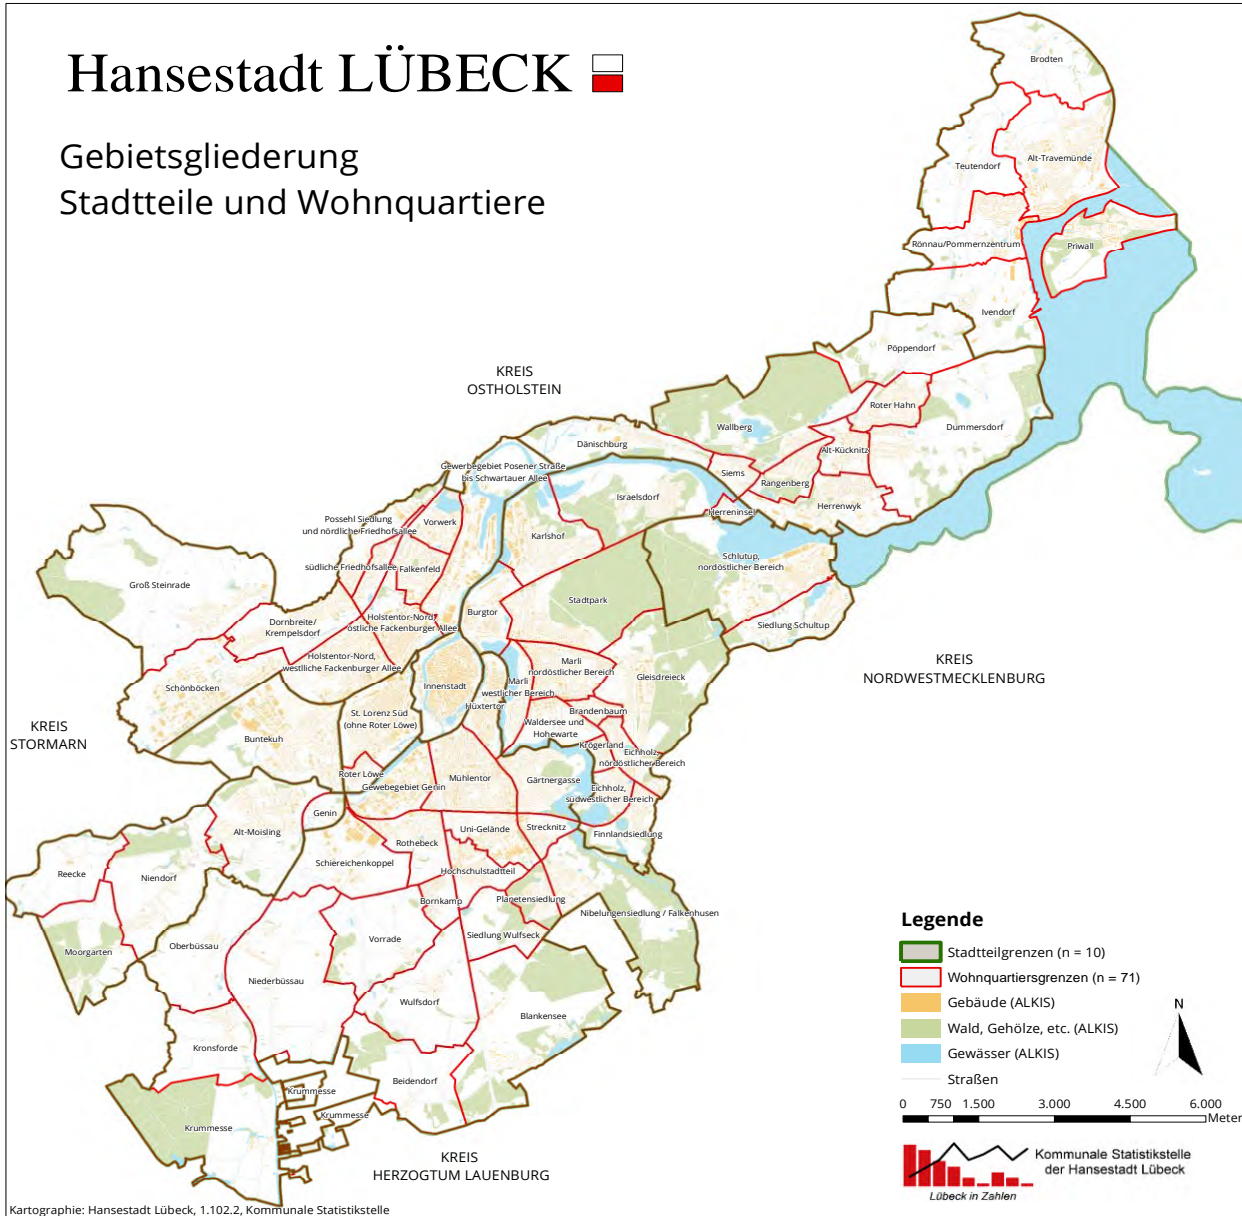 Hansestadt LÜBECK
Gebietsgliederung
Stadtteile und Wohnquartiere
Brodten
Alt-Travemünde
Teutendorf
Rönnau/Pommernzentrum
Priwall
Ivendorf
Pöppendorf
KREIS
OSTHOLSTEIN
Roter Hahn
Wallberg
Dummersdorf
Dänischburg
Alt-Kücknitz
Gewerbegebiet Posener Straße
bis Schwartauer Allee
Siems
Rangenberg
Israelsdorf
Herrenwyk
Herreninsel
Possehl Siedlung
und nördliche Friedhofsallee
Vorwerk
Karlshof
Schlutup,
nordöstlicher Bereich
südliche Friedhofsallee
Falkenfeld
Groß Steinrade
Stadtpark
Burgtor
Holstentor-Nord,
östliche Fackenburger Allee
Dornbreite/
Krempelsdorf
Siedlung Schultup
Holstentor-Nord,
westlliche Fackenburger Allee
Marli
nordöstlicher Bereich
KREIS
NORDWESTMECKLENBURG
Gleisdreieck
Schönböcken
Innenstadt
Marli
westlicher Bereich
Hüxtertor
Brandenbaum
St. Lorenz Süd
(ohne Roter Löwe)
Waldersee und
Hohewarte
KREIS
STORMARN
Buntekuh
Krögerland
Eichholz,
nördöstlicher Bereich
Roter Löwe
Mühlentor
Gärtnergasse
Gewebegebiet Genin
Eichholz,
südwestlicher Bereich
Genin
Alt-Moisling
Uni-Gelände
Strecknitz
Finnlandsiedlung
Rothebeck
Schiereichenkoppel
Hochschulstadtteil
Reecke
Niendorf
Bornkamp
Planetensiedlung
Nibelungensiedlung / Falkenhusen
Siedlung Wulfseck
Vorrade
Oberbüssau
Moorgarten
Niederbüssau
Wulfsdorf
Blankensee
Kronsforde
Beidendorf
Krummesse
Krummesse
Krummesse
KREIS
HERZOGTUM LAUENBURG
Legende
Stadtteilgrenzen (n = 10)
Wohnquartiersgrenzen (n = 71)
Gebäude (ALKIS)
Wald, Gehölze, etc. (ALKIS)
Gewässer (ALKIS)
Straßen
N
0 750 1.500 3.000 4.500 6.000
Meter
Kommunale Statistikstelle
der Hansestadt Lübeck
Lübeck in Zahlen
Kartographie: Hansestadt Lübeck, 1.102.2, Kommunale Statistikstelle